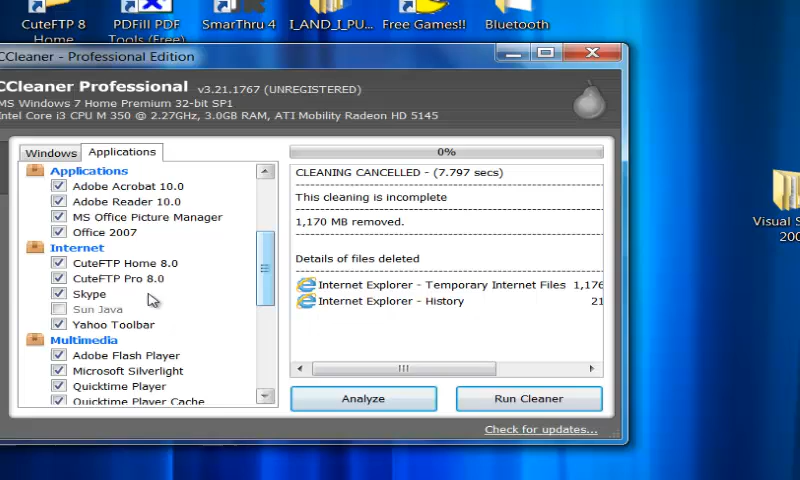 CuteFTP 8 Home
PDFill PDF Tools (Free)
SmarThru 4
I_AND_I_PU...
Free Games!!
Bluetooth
CCleaner - Professional Edition
CCleaner Professional v3.21.1767 (UNREGISTERED)
MS Windows 7 Home Premium 32-bit SP1
Intel Core i3 CPU M 350 @ 2.27GHz, 3.0GB RAM, ATI Mobility Radeon HD 5145
Windows
Applications
Applications
Adobe Acrobat 10.0
Adobe Reader 10.0
MS Office Picture Manager
Office 2007
Internet
CuteFTP Home 8.0
CuteFTP Pro 8.0
Skype
Sun Java
Yahoo Toolbar
Multimedia
Adobe Flash Player
Microsoft Silverlight
Quicktime Player
Quicktime Player Cache
0%
CLEANING CANCELLED - (7.797 secs)
This cleaning is incomplete
1,170 MB removed.
Details of files deleted
Internet Explorer - Temporary Internet Files 1,176
Internet Explorer - History 21
Analyze
Run Cleaner
Check for updates...
Visual S
200